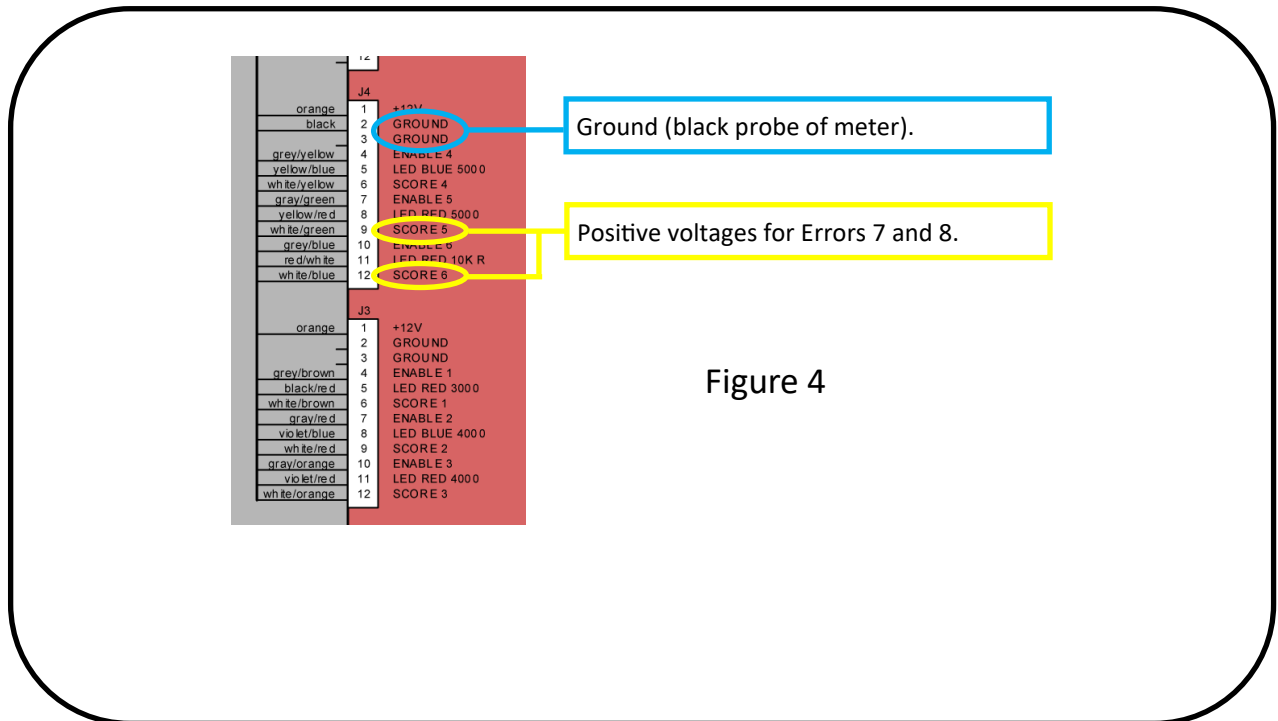 12
J4
orange 1 +12V
black 2 GROUND
3 GROUND
grey/yellow 4 ENABLE 4
yellow/blue 5 LED BLUE 5000
white/yellow 6 SCORE 4
gray/green 7 ENABLE 5
yellow/red 8 LED RED 5000
white/green 9 SCORE 5
grey/blue 10 ENABLE 6
red/white 11 LED RED 10K R
white/blue 12 SCORE 6
Ground (black probe of meter).
Positive voltages for Errors 7 and 8.
J3
orange 1 +12V
2 GROUND
3 GROUND
grey/brown 4 ENABLE 1
black/red 5 LED RED 3000
white/brown 6 SCORE 1
gray/red 7 ENABLE 2
violet/blue 8 LED BLUE 4000
white/red 9 SCORE 2
gray/orange 10 ENABLE 3
violet/red 11 LED RED 4000
white/orange 12 SCORE 3
Figure 4